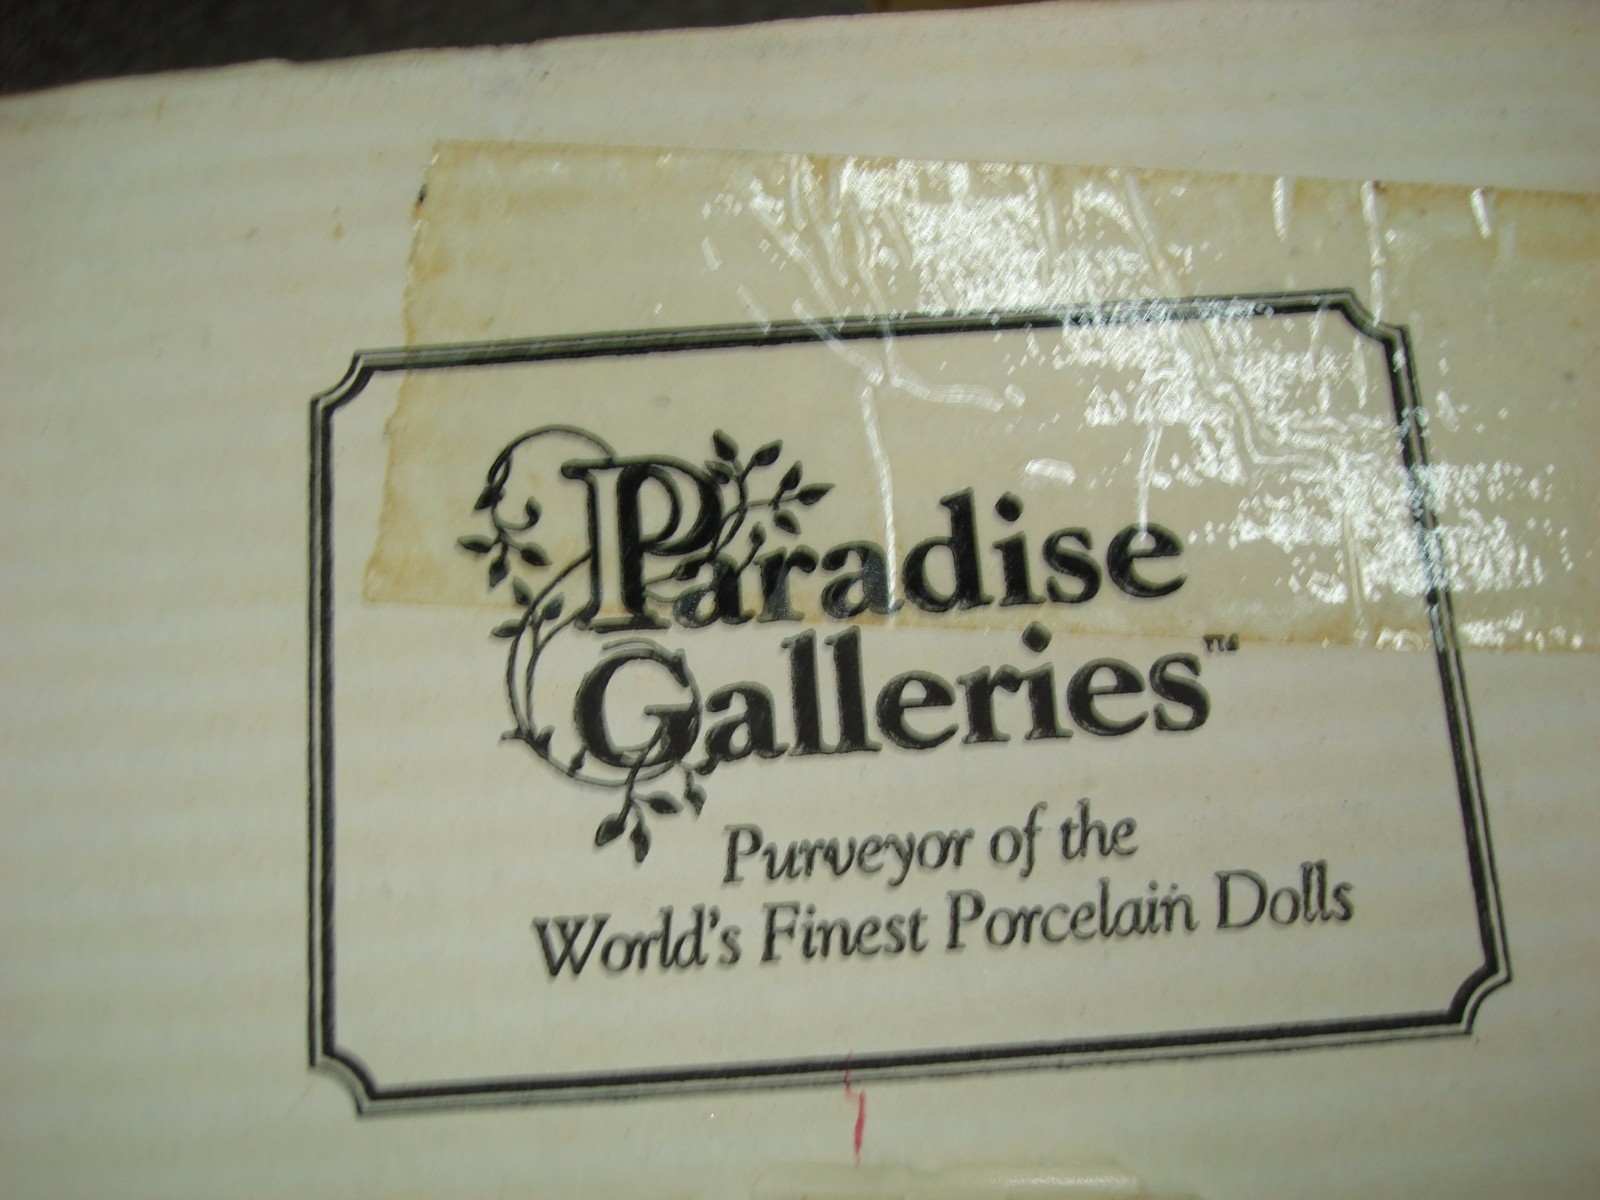 Paradise
Galleries™
Purveyor of the
World's Finest Porcelain Dolls